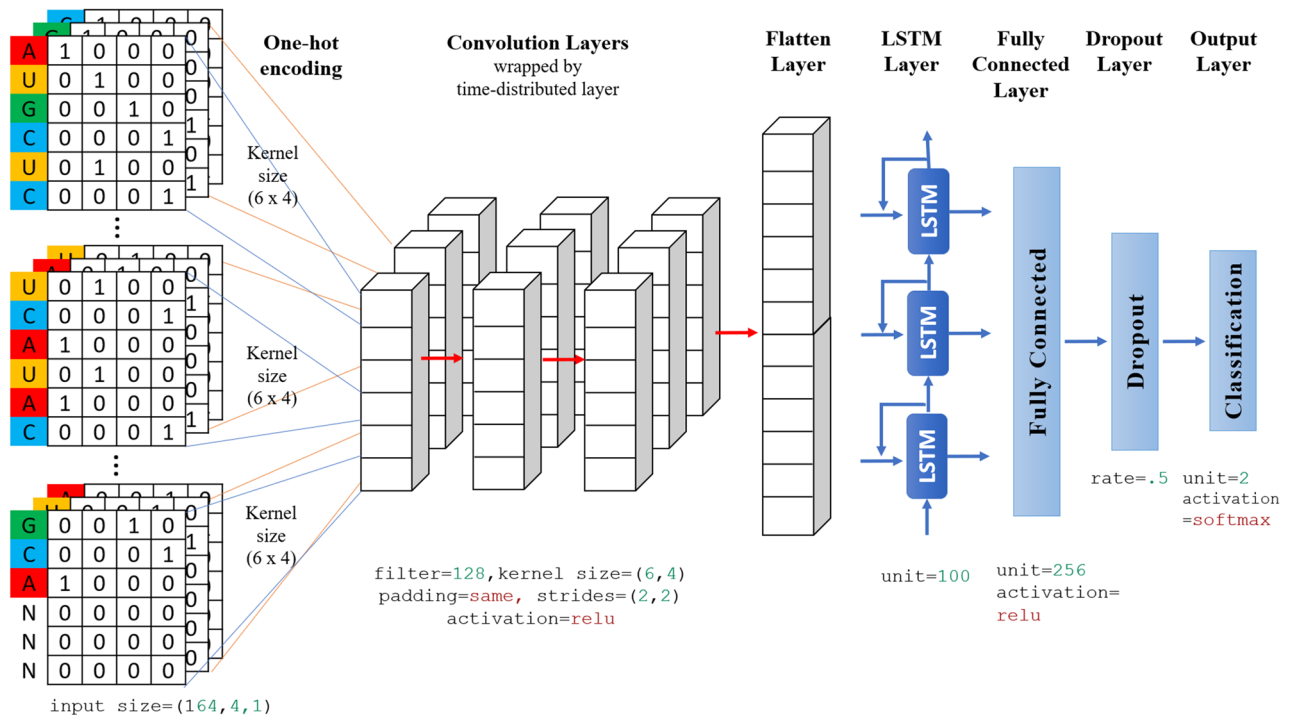 One-hot
encoding
Convolution Layers
wrapped by
time-distributed layer
Flatten
Layer
LSTM
Layer
Fully
Connected
Layer
Dropout
Layer
Output
Layer
A 1 0 0 0
U 0 1 0 0
G 0 0 1 0
C 0 0 0 1
U 0 1 0 0
C 0 0 0 1
...
U 0 1 0 0
C 0 0 0 1
A 1 0 0 0
U 0 1 0 0
A 1 0 0 0
C 0 0 0 1
...
G 0 0 1 0
C 0 0 0 1
A 1 0 0 0
N 0 0 0 0
N 0 0 0 0
N 0 0 0 0
input size=(164,4,1)
Kernel
size
(6 x 4)
Kernel
size
(6 x 4)
Kernel
size
(6 x 4)
filter=128,kernel size=(6,4)
padding=same, strides=(2,2)
activation=relu
LSTM
LSTM
LSTM
unit=100
Fully Connected
unit=256
activation=
relu
Dropout
rate=.5
Classification
unit=2
activation
=softmax